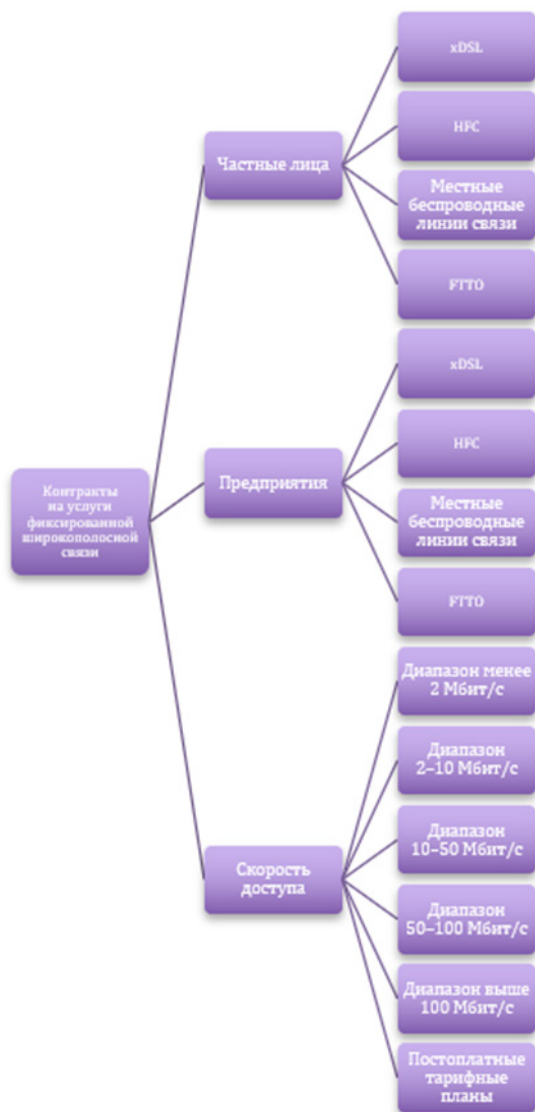 Контракты
на услуги
фиксированной
широкополосной
связи
Частные лица
xDSL
HFC
Местные
беспроводные
линии связи
FTTO
Предприятия
xDSL
HFC
Местные
беспроводные
линии связи
FTTO
Скорость
доступа
Диапазон менее
2 Мбит/с
Диапазон
2–10 Мбит/с
Диапазон
10–50 Мбит/с
Диапазон
50–100 Мбит/с
Диапазон выше
100 Мбит/с
Постоплатные
тарифные
планы